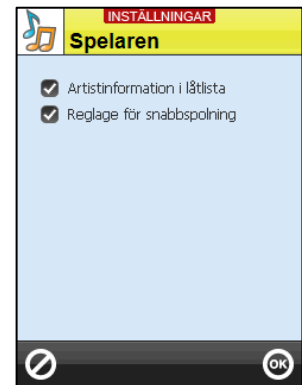 INSTÄLLNINGAR
Spelaren
Artistinformation i låtlista
Reglage för snabbspolning
OK